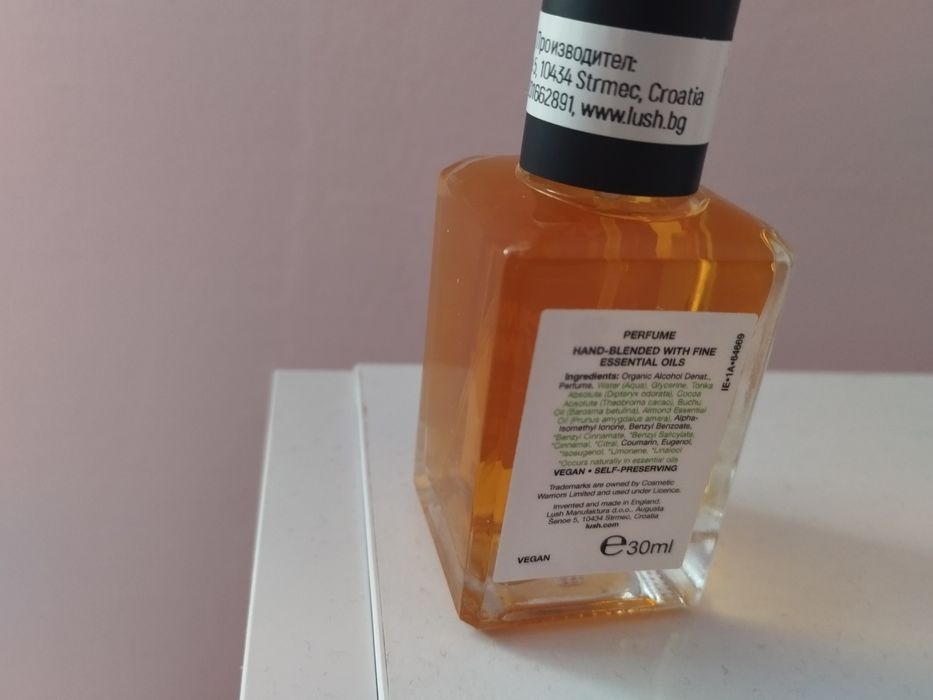 Производител:
5, 10434 Strmec, Croatia
01662891, www.lush.bg
PERFUME
HAND-BLENDED WITH FINE
ESSENTIAL OILS
Ingredients: Organic Alcohol Denat.,
Perfume, Water (Aqua), Glycerine, Tonka
Absolute (Dipteryx odorata), Cocoa
Absolute (Theobroma cacao), Buchu
Oil (Barosma betulina), Almond Essential
Oil (Prunus amygdalus amara), Alpha-
Isomethyl Ionone, Benzyl Benzoate,
*Benzyl Cinnamate, *Benzyl Salicylate,
*Cinnamal, *Citral, Coumarin, Eugenol,
*Isoeugenol, *Limonene, *Linalool
*Occurs naturally in essential oils
VEGAN • SELF-PRESERVING
Trademarks are owned by Cosmetic
Warriors Limited and used under Licence.
Invented and made in England.
Lush Manufaktura d.o.o., Augusta
Šenoe 5, 10434 Strmec, Croatia
lush.com
VEGAN
e30ml
IE•1A•64669